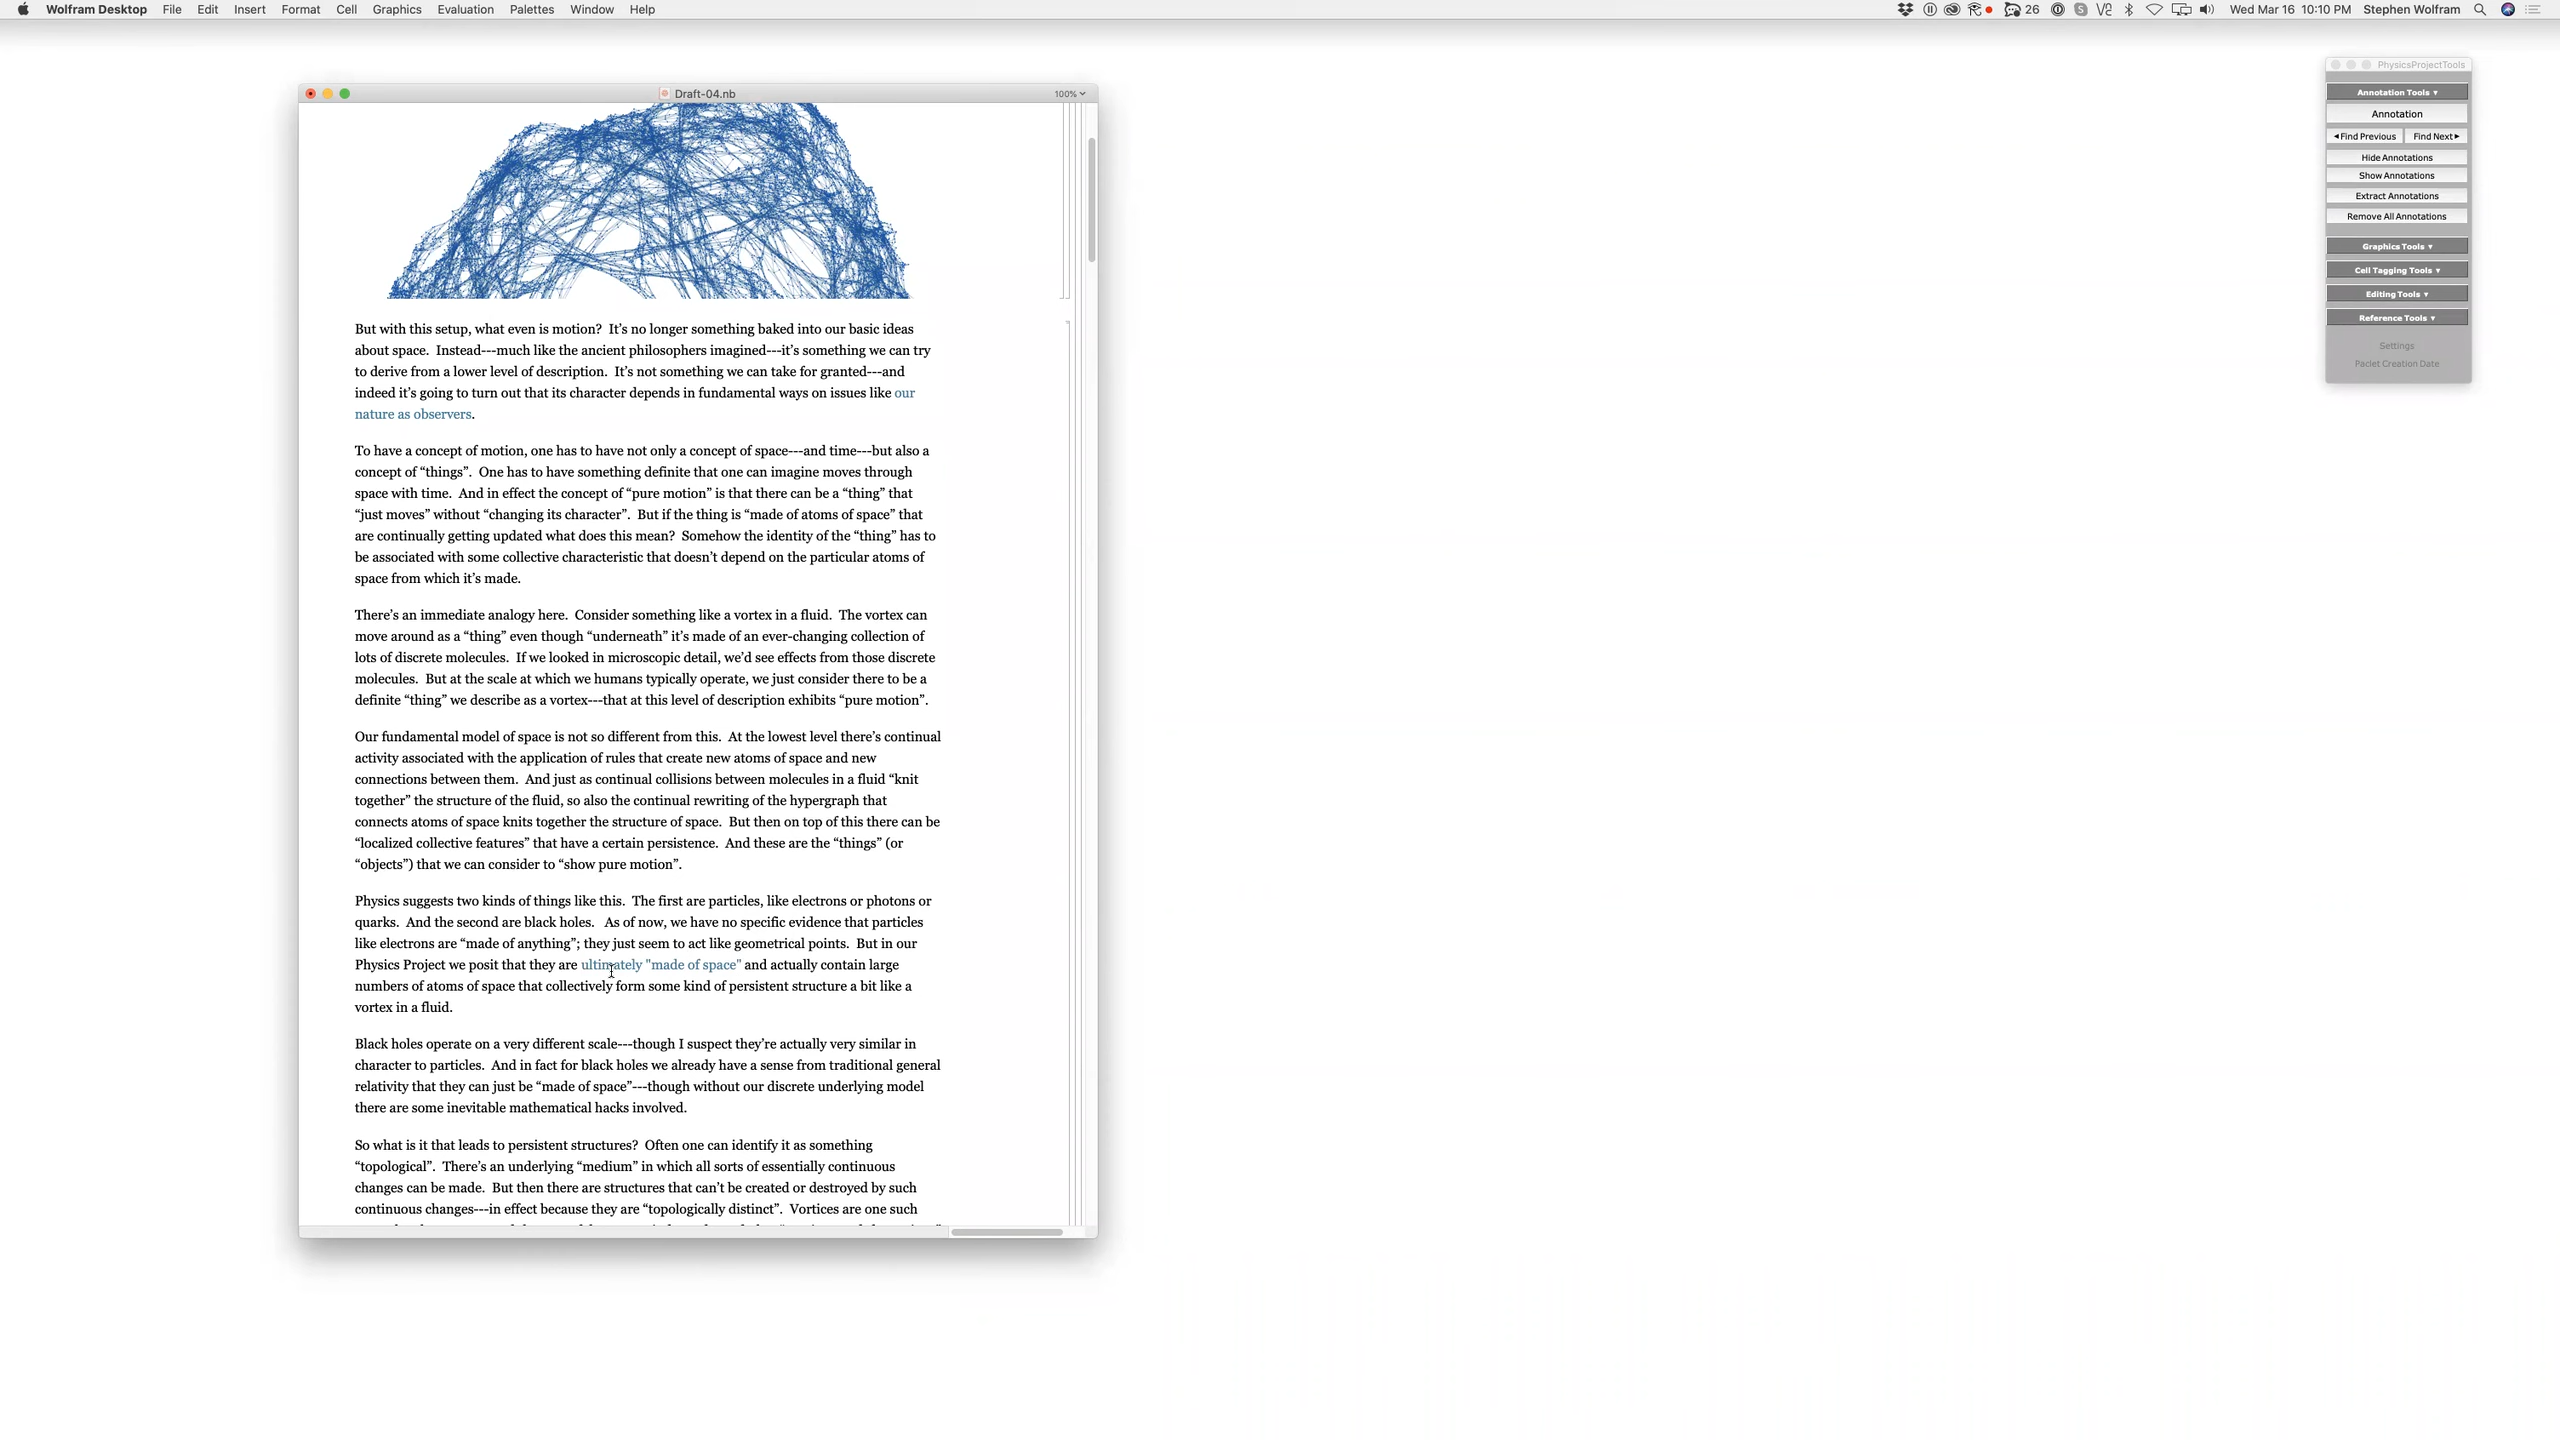 Wolfram Desktop File Edit Insert Format Cell Graphics Evaluation Palettes Window Help
26 Wed Mar 16 10:10 PM Stephen Wolfram
PhysicsProjectTools
Annotation Tools ▾
Annotation
◂Find Previous Find Next▸
Hide Annotations
Show Annotations
Extract Annotations
Remove All Annotations
Graphics Tools ▾
Cell Tagging Tools ▾
Editing Tools ▾
Reference Tools ▾
Settings
Paclet Creation Date
Draft-04.nb 100%
But with this setup, what even is motion?  It’s no longer something baked into our basic ideas
about space.  Instead---much like the ancient philosophers imagined---it’s something we can try
to derive from a lower level of description.  It’s not something we can take for granted---and
indeed it’s going to turn out that its character depends in fundamental ways on issues like our
nature as observers.
To have a concept of motion, one has to have not only a concept of space---and time---but also a
concept of “things”.  One has to have something definite that one can imagine moves through
space with time.  And in effect the concept of “pure motion” is that there can be a “thing” that
“just moves” without “changing its character”.  But if the thing is “made of atoms of space” that
are continually getting updated what does this mean?  Somehow the identity of the “thing” has to
be associated with some collective characteristic that doesn’t depend on the particular atoms of
space from which it’s made.
There’s an immediate analogy here.  Consider something like a vortex in a fluid.  The vortex can
move around as a “thing” even though “underneath” it’s made of an ever-changing collection of
lots of discrete molecules.  If we looked in microscopic detail, we’d see effects from those discrete
molecules.  But at the scale at which we humans typically operate, we just consider there to be a
definite “thing” we describe as a vortex---that at this level of description exhibits “pure motion”.
Our fundamental model of space is not so different from this.  At the lowest level there’s continual
activity associated with the application of rules that create new atoms of space and new
connections between them.  And just as continual collisions between molecules in a fluid “knit
together” the structure of the fluid, so also the continual rewriting of the hypergraph that
connects atoms of space knits together the structure of space.  But then on top of this there can be
“localized collective features” that have a certain persistence.  And these are the “things” (or
“objects”) that we can consider to “show pure motion”.
Physics suggests two kinds of things like this.  The first are particles, like electrons or photons or
quarks.  And the second are black holes.   As of now, we have no specific evidence that particles
like electrons are “made of anything”; they just seem to act like geometrical points.  But in our
Physics Project we posit that they are ultimately "made of space" and actually contain large
numbers of atoms of space that collectively form some kind of persistent structure a bit like a
vortex in a fluid.
Black holes operate on a very different scale---though I suspect they’re actually very similar in
character to particles.  And in fact for black holes we already have a sense from traditional general
relativity that they can just be “made of space”---though without our discrete underlying model
there are some inevitable mathematical hacks involved.
So what is it that leads to persistent structures?  Often one can identify it as something
“topological”.  There’s an underlying “medium” in which all sorts of essentially continuous
changes can be made.  But then there are structures that can’t be created or destroyed by such
continuous changes---in effect because they are “topologically distinct”.  Vortices are one such